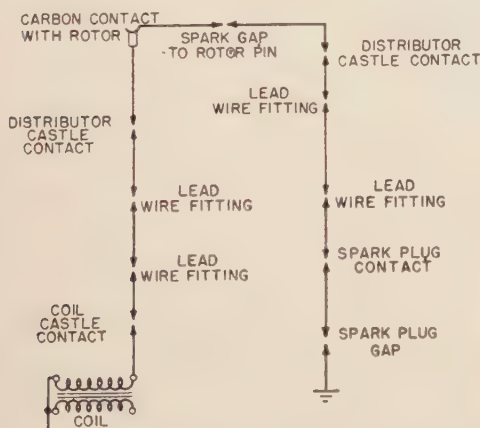 CARBON CONTACT
WITH ROTOR
SPARK GAP
TO ROTOR PIN
DISTRIBUTOR
CASTLE CONTACT
LEAD
WIRE FITTING
DISTRIBUTOR
CASTLE
CONTACT
LEAD
WIRE FITTING
LEAD
WIRE FITTING
LEAD
WIRE FITTING
SPARK PLUG
CONTACT
COIL
CASTLE
CONTACT
SPARK PLUG
GAP
COIL